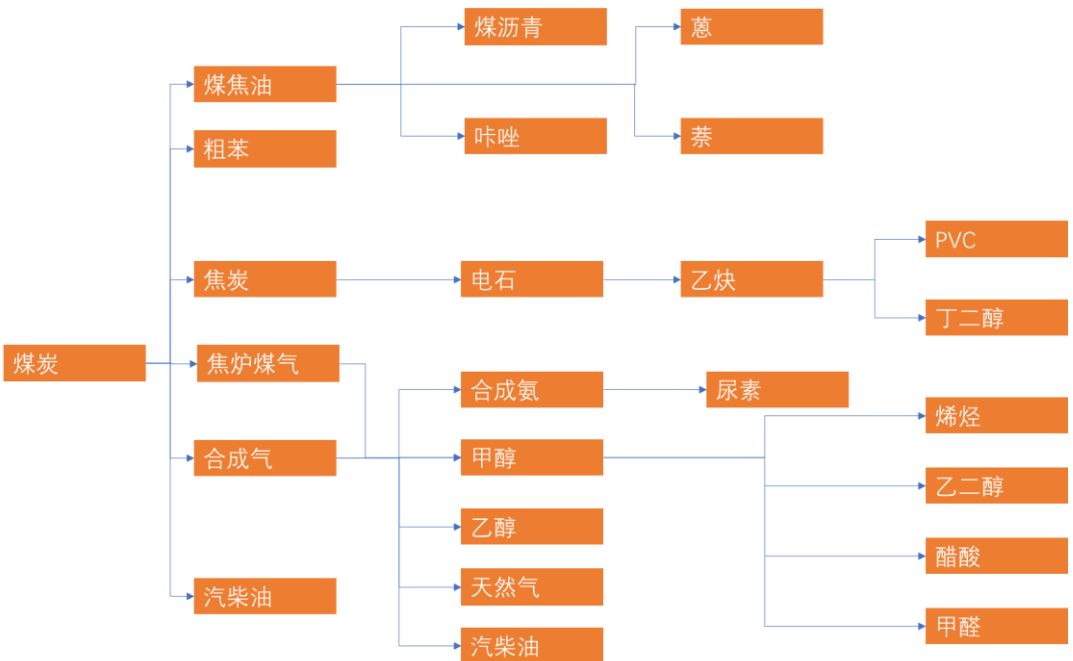 煤沥青
蒽
煤焦油
咔唑
萘
粗苯
PVC
焦炭
电石
乙炔
丁二醇
煤炭
焦炉煤气
合成氨
尿素
烯烃
合成气
甲醇
乙二醇
乙醇
醋酸
汽柴油
天然气
甲醛
汽柴油